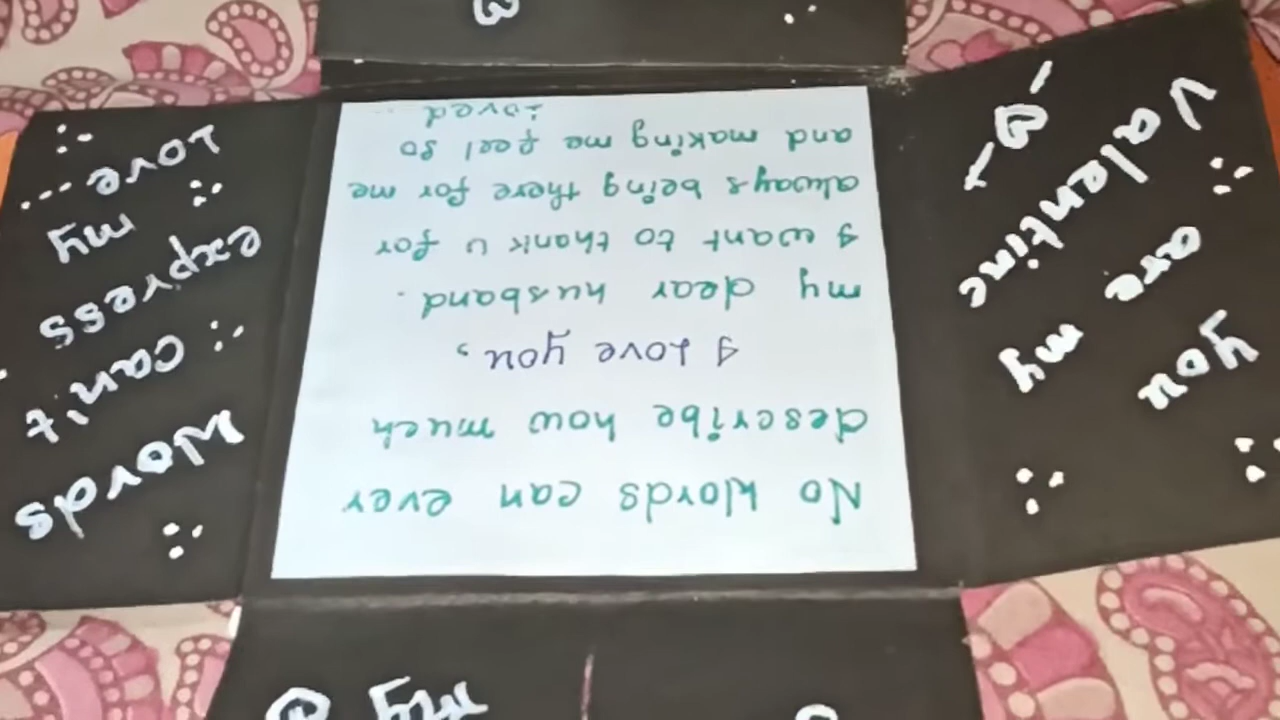 No Words can ever
describe how much
I Love you,
my dear husband.
I want to thank u for
always being there for me
and making me feel so
loved...
you
are
my
Valentine
Words
can't
express
my
Love...
My